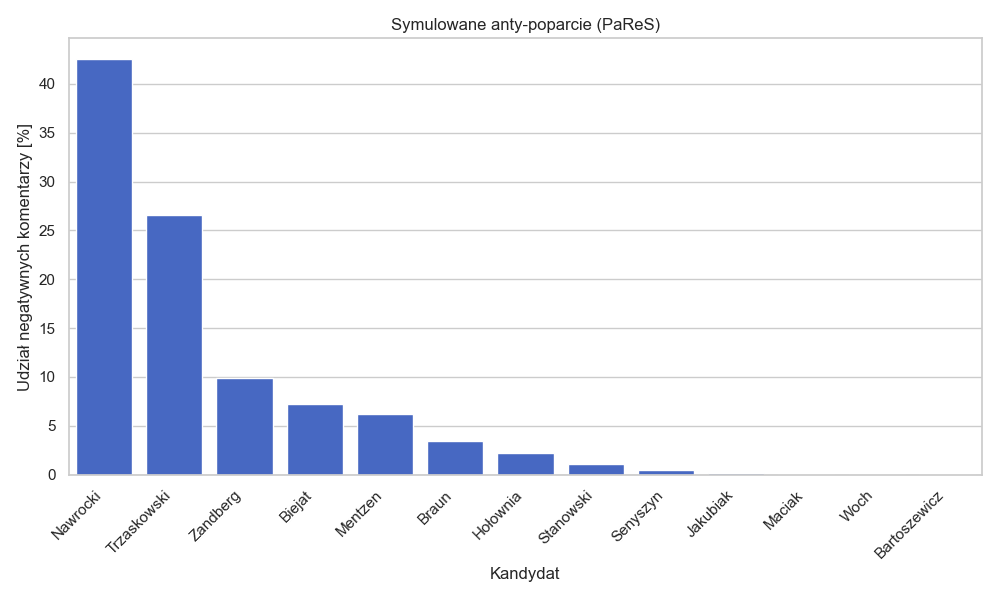 Symulowane anty-poparcie (PaReS)
Udział negatywnych komentarzy [%]
40
35
30
25
20
15
10
5
0
Nawrocki
Trzaskowski
Zandberg
Biejat
Mentzen
Braun
Hołownia
Stanowski
Senyszyn
Jakubiak
Maciak
Woch
Bartoszewicz
Kandydat